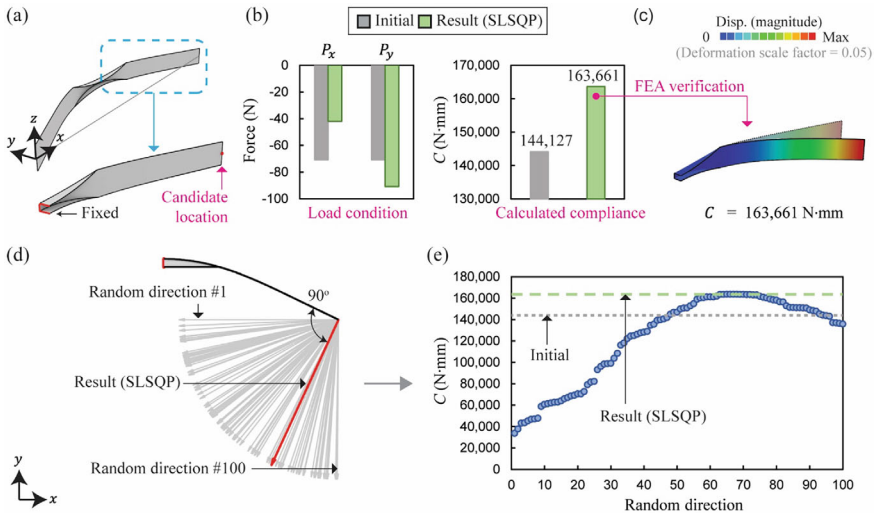 (a)
z
y
x
Fixed
Candidate
location
(b)
Initial
Result (SLSQP)
Pₓ
Pᵧ
Force (N)
0
-20
-40
-60
-80
-100
Load condition
C (N·mm)
170,000
160,000
150,000
140,000
130,000
144,127
163,661
Calculated compliance
(c)
Disp. (magnitude)
0
Max
(Deformation scale factor = 0.05)
FEA verification
C = 163,661 N·mm
(d)
Random direction #1
90°
Result (SLSQP)
Random direction #100
y
x
(e)
C (N·mm)
180,000
160,000
140,000
120,000
100,000
80,000
60,000
40,000
20,000
0
Initial
Result (SLSQP)
0 10 20 30 40 50 60 70 80 90 100
Random direction